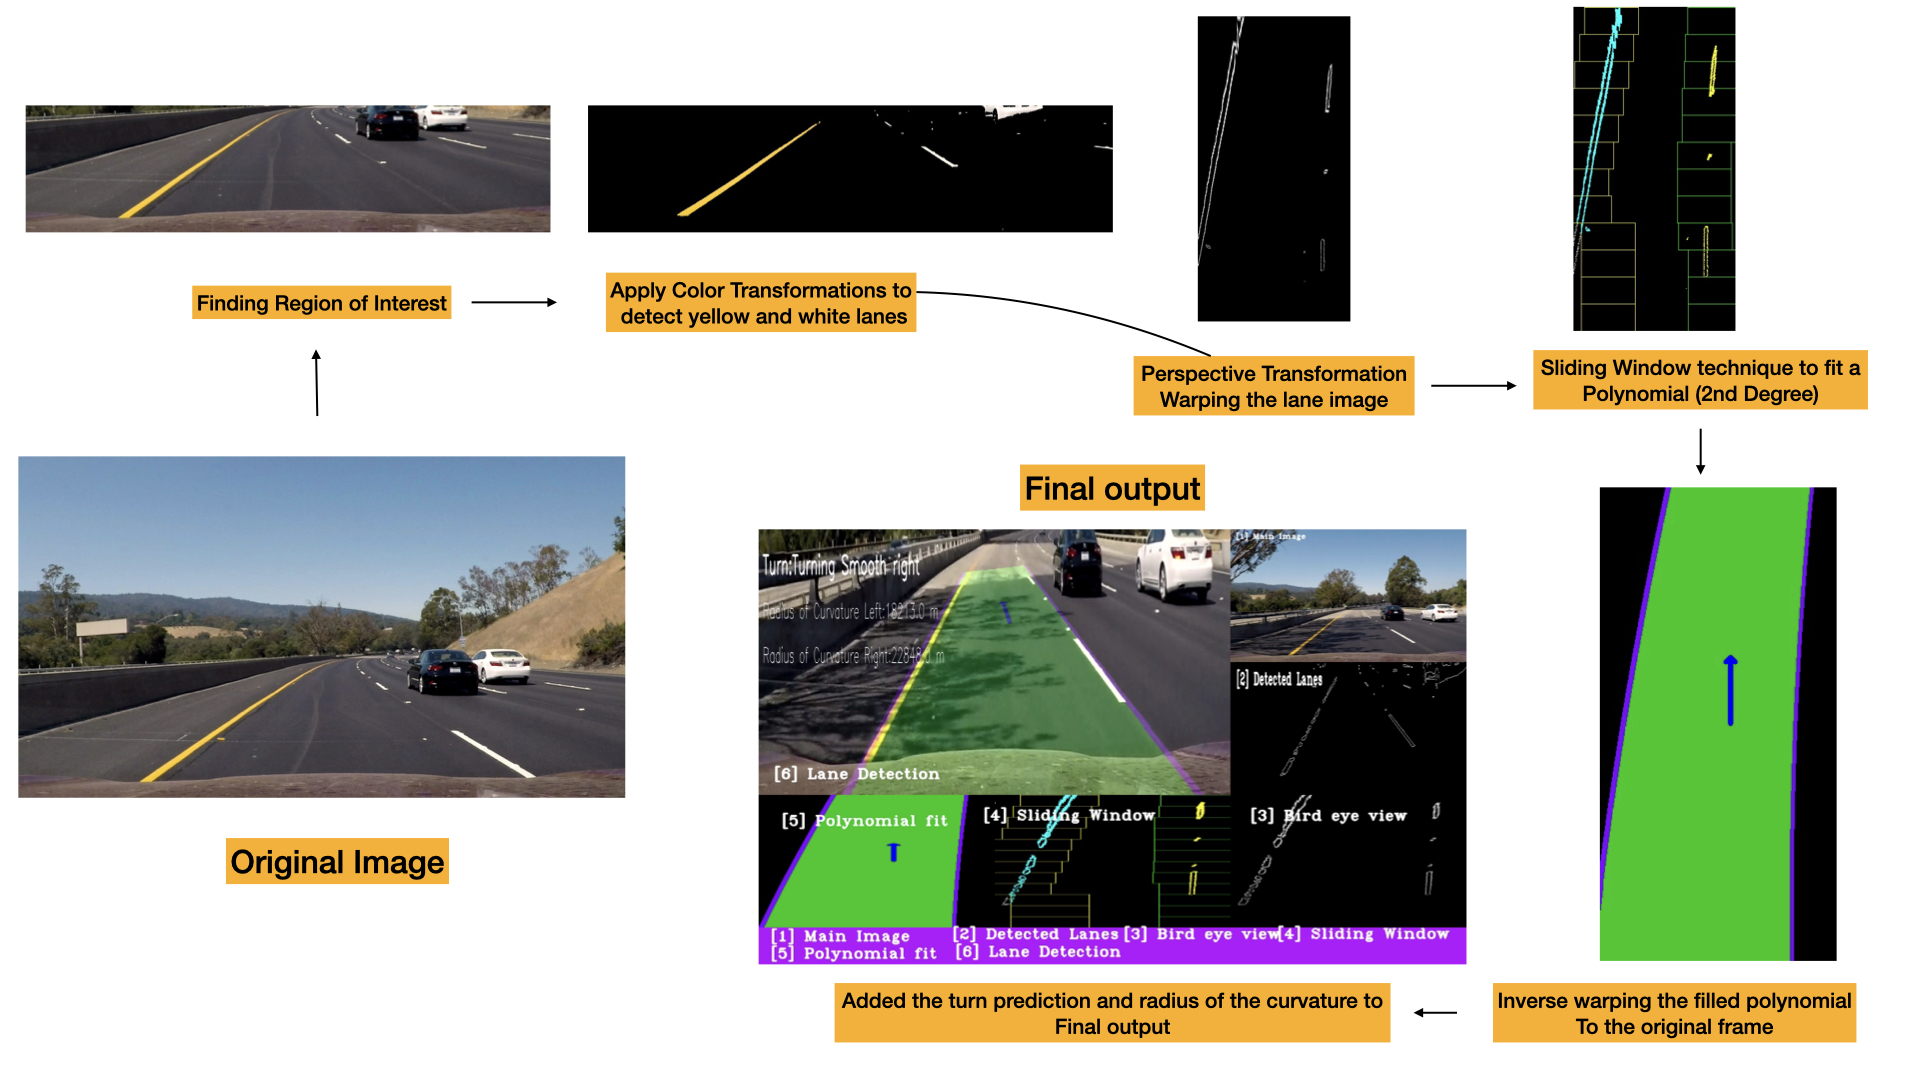 Finding Region of Interest
Apply Color Transformations to
detect yellow and white lanes
Perspective Transformation
Warping the lane image
Sliding Window technique to fit a
Polynomial (2nd Degree)
Original Image
Final output
Turn:Turning Smooth right
Radius of Curvature Left:18213.0 m
Radius of Curvature Right:22848. m
[6] Lane Detection
[1] Main Image
[2] Detected Lanes
[5] Polynomial fit
[4] Sliding Window
[3] Bird eye view
[1] Main Image [2] Detected Lanes [3] Bird eye view [4] Sliding Window
[5] Polynomial fit [6] Lane Detection
Added the turn prediction and radius of the curvature to
Final output
Inverse warping the filled polynomial
To the original frame